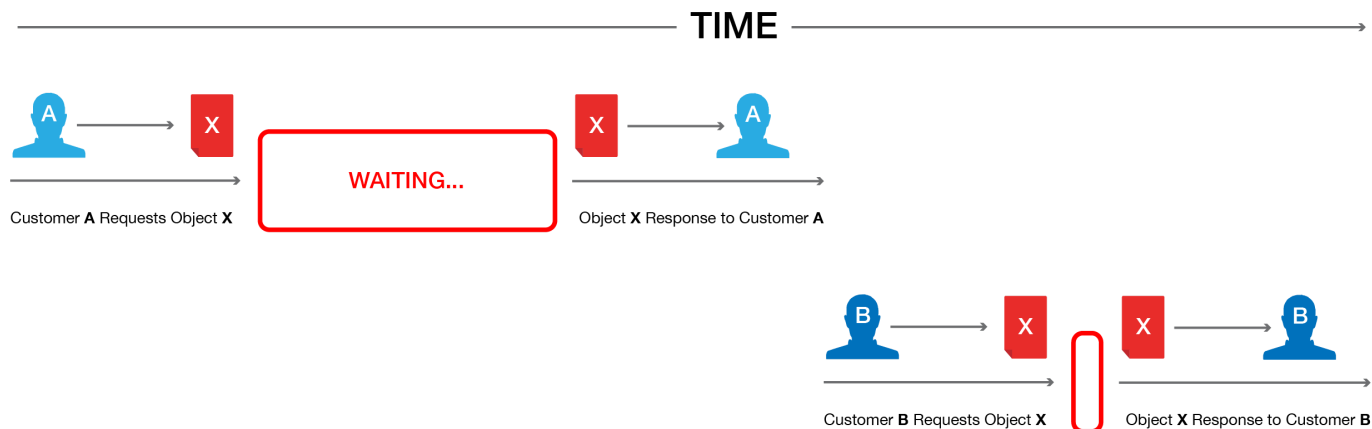 TIME
A
X
WAITING...
X
A
Customer A Requests Object X
Object X Response to Customer A
B
X
X
B
Customer B Requests Object X
Object X Response to Customer B